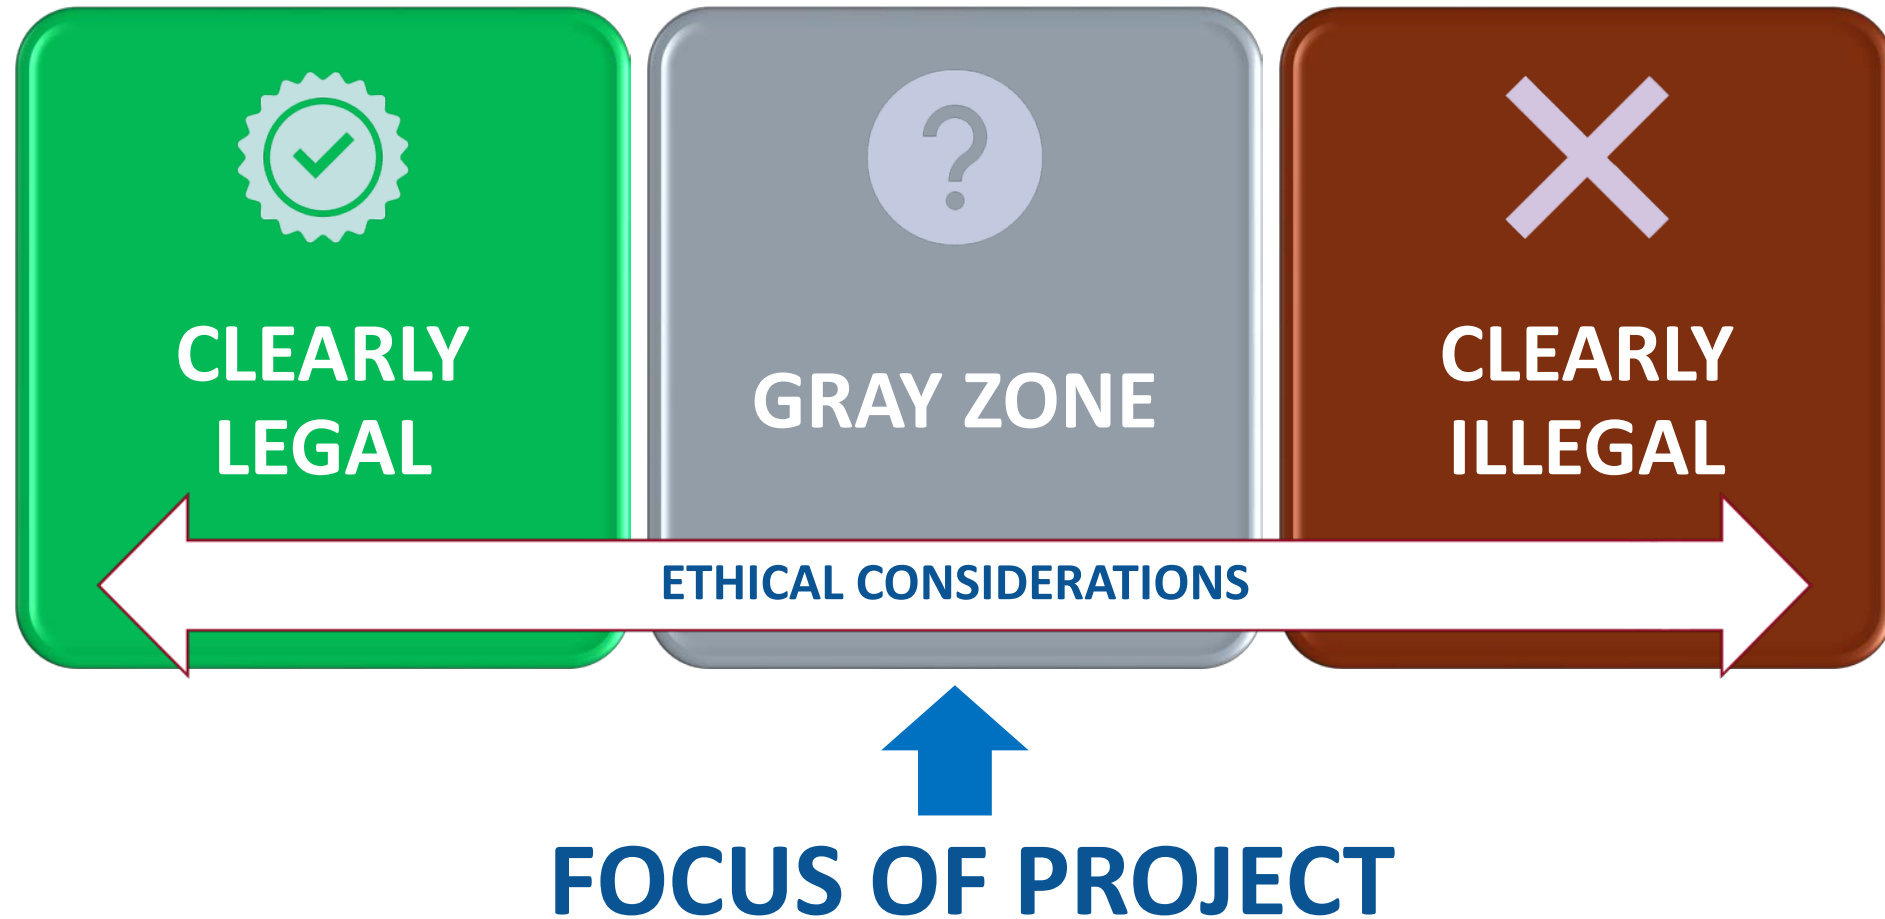 CLEARLY
LEGAL
GRAY ZONE
CLEARLY
ILLEGAL
ETHICAL CONSIDERATIONS
FOCUS OF PROJECT